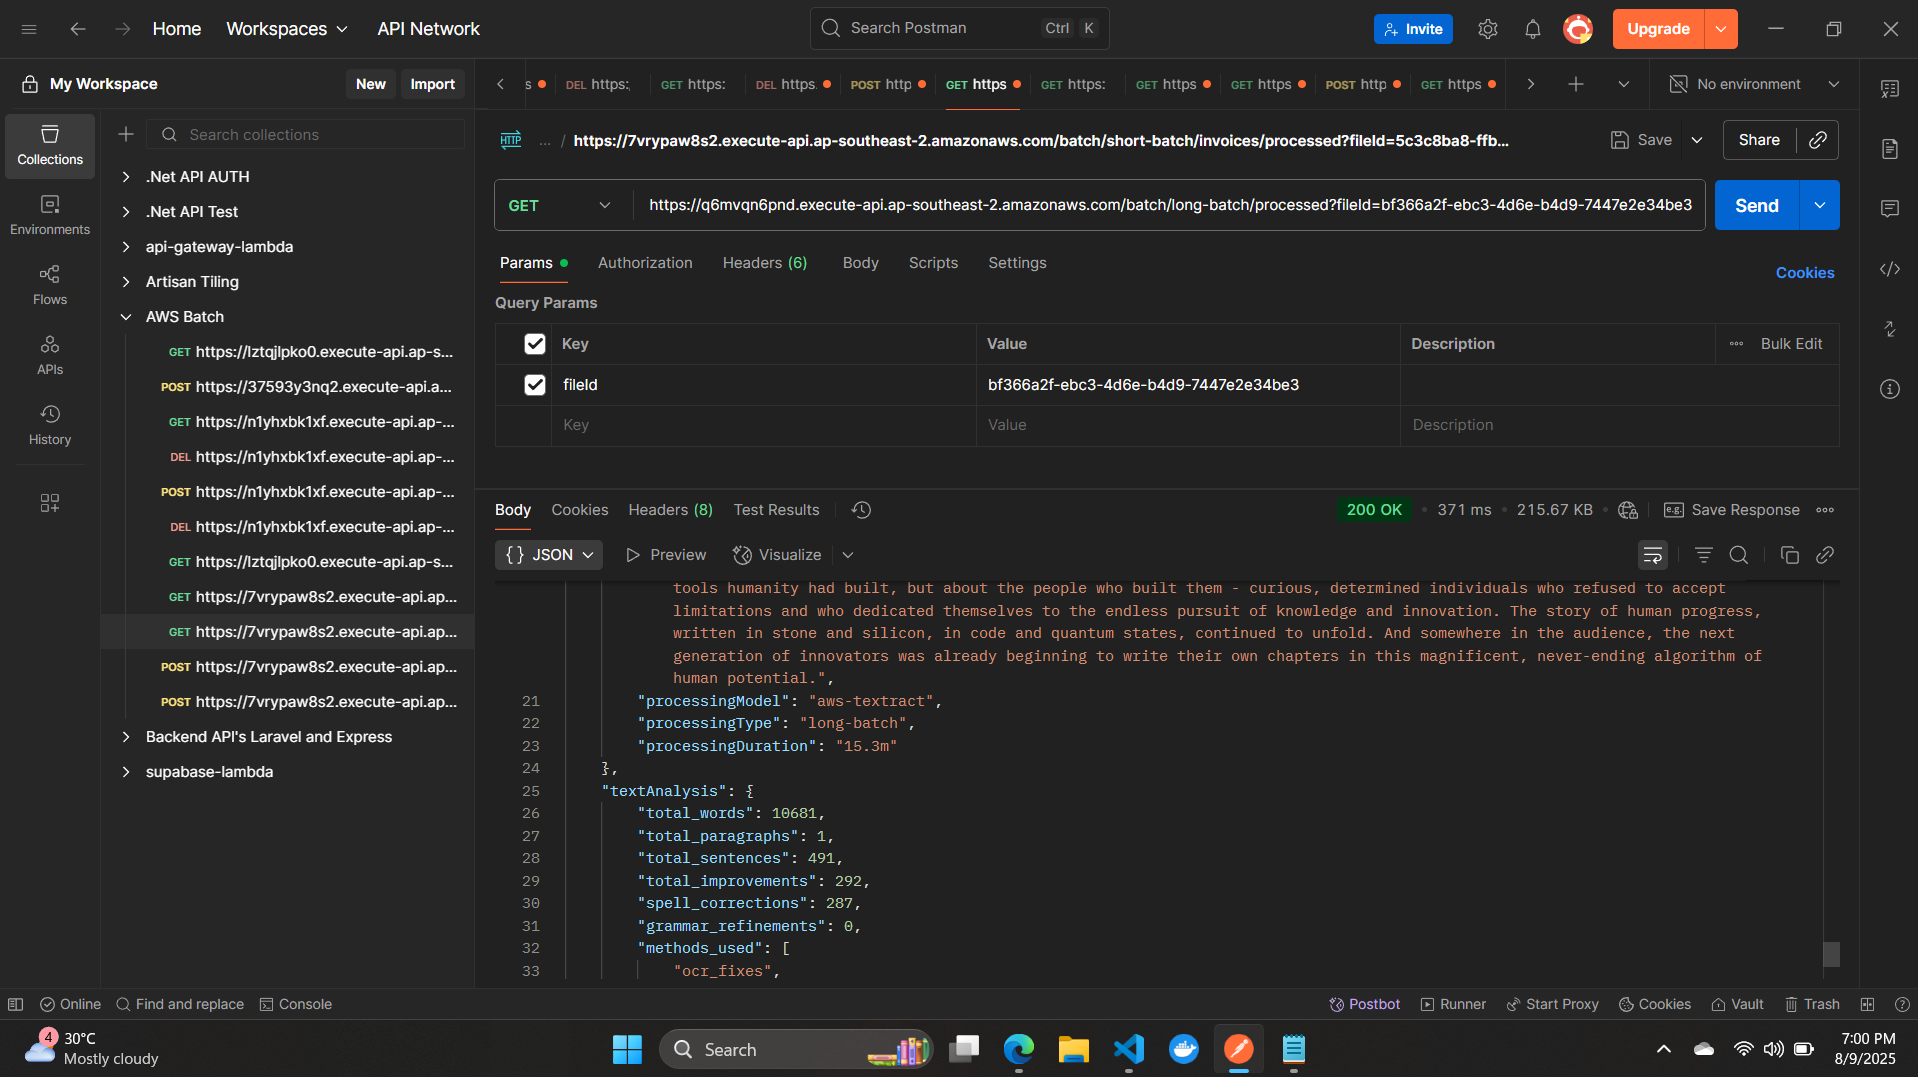 Home
Workspaces
API Network
Search Postman
Ctrl K
Invite
Upgrade
My Workspace
New
Import
s
DEL https:
GET https:
DEL https.
POST http
GET https
GET https:
GET https
GET https
POST http
GET https
No environment
Collections
Environments
Flows
APIs
History
Search collections
.Net API AUTH
.Net API Test
api-gateway-lambda
Artisan Tiling
AWS Batch
GET https://lztqjlpko0.execute-api.ap-s...
POST https://37593y3nq2.execute-api.a...
GET https://n1yhxbk1xf.execute-api.ap-...
DEL https://n1yhxbk1xf.execute-api.ap-...
POST https://n1yhxbk1xf.execute-api.ap-...
DEL https://n1yhxbk1xf.execute-api.ap-...
GET https://lztqjlpko0.execute-api.ap-s...
GET https://7vrypaw8s2.execute-api.ap...
GET https://7vrypaw8s2.execute-api.ap...
POST https://7vrypaw8s2.execute-api.ap...
POST https://7vrypaw8s2.execute-api.ap...
Backend API's Laravel and Express
supabase-lambda
HTTP ... / https://7vrypaw8s2.execute-api.ap-southeast-2.amazonaws.com/batch/short-batch/invoices/processed?fileId=5c3c8ba8-ffb...
Save
Share
GET
https://q6mvqn6pnd.execute-api.ap-southeast-2.amazonaws.com/batch/long-batch/processed?fileId=bf366a2f-ebc3-4d6e-b4d9-7447e2e34be3
Send
Params
Authorization
Headers (6)
Body
Scripts
Settings
Cookies
Query Params
Key
Value
Description
Bulk Edit
fileId
bf366a2f-ebc3-4d6e-b4d9-7447e2e34be3
Key
Value
Description
Body
Cookies
Headers (8)
Test Results
200 OK
371 ms
215.67 KB
e.g. Save Response
{} JSON
Preview
Visualize
tools humanity had built, but about the people who built them - curious, determined individuals who refused to accept
limitations and who dedicated themselves to the endless pursuit of knowledge and innovation. The story of human progress,
written in stone and silicon, in code and quantum states, continued to unfold. And somewhere in the audience, the next
generation of innovators was already beginning to write their own chapters in this magnificent, never-ending algorithm of
human potential.",
21 "processingModel": "aws-textract",
22 "processingType": "long-batch",
23 "processingDuration": "15.3m"
24 },
25 "textAnalysis": {
26 "total_words": 10681,
27 "total_paragraphs": 1,
28 "total_sentences": 491,
29 "total_improvements": 292,
30 "spell_corrections": 287,
31 "grammar_refinements": 0,
32 "methods_used": [
33 "ocr_fixes",
Online
Find and replace
Console
Postbot
Runner
Start Proxy
Cookies
Vault
Trash
4
30°C
Mostly cloudy
Search
7:00 PM
8/9/2025